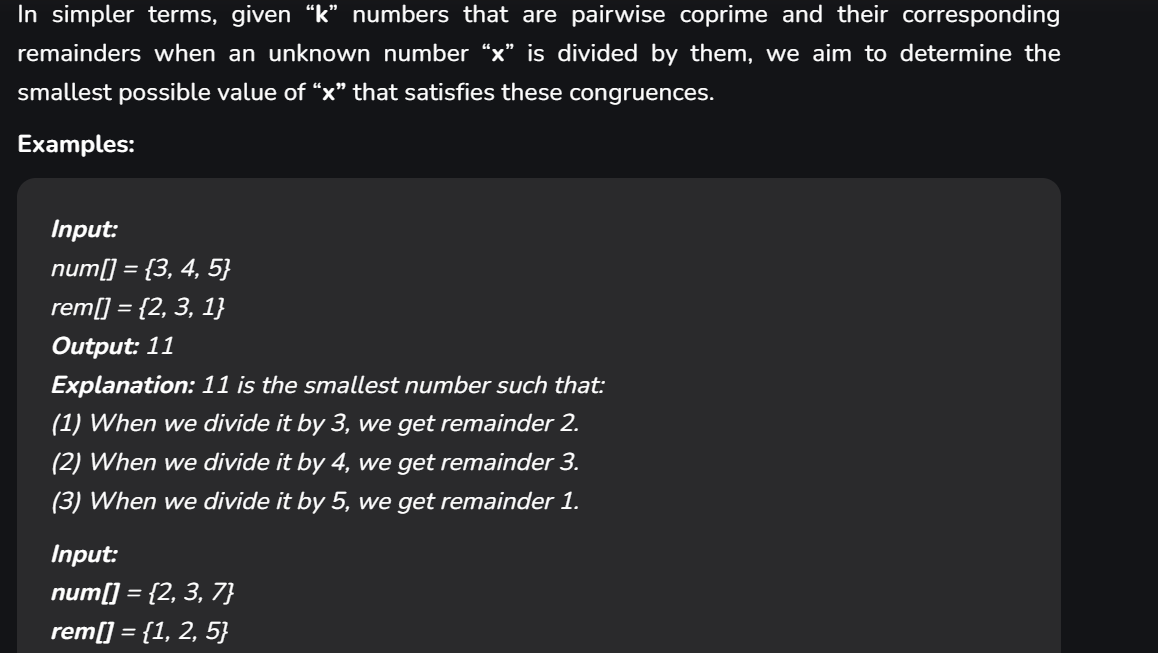 In simpler terms, given “k” numbers that are pairwise coprime and their corresponding
remainders when an unknown number “x” is divided by them, we aim to determine the
smallest possible value of “x” that satisfies these congruences.
Examples:
Input:
num[] = {3, 4, 5}
rem[] = {2, 3, 1}
Output: 11
Explanation: 11 is the smallest number such that:
(1) When we divide it by 3, we get remainder 2.
(2) When we divide it by 4, we get remainder 3.
(3) When we divide it by 5, we get remainder 1.
Input:
num[] = {2, 3, 7}
rem[] = {1, 2, 5}